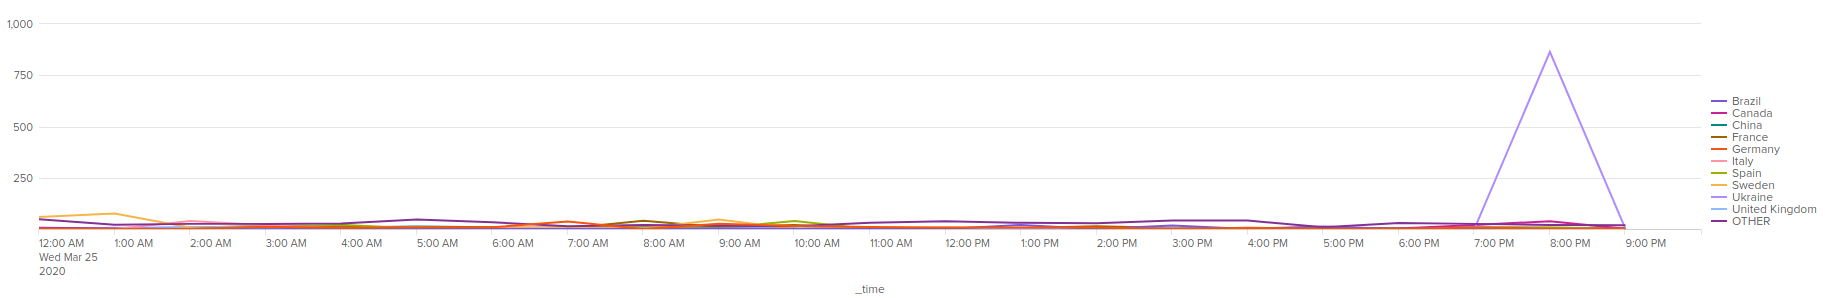 1,000
750
500
250
12:00 AM 1:00 AM 2:00 AM 3:00 AM 4:00 AM 5:00 AM 6:00 AM 7:00 AM 8:00 AM 9:00 AM 10:00 AM 11:00 AM 12:00 PM 1:00 PM 2:00 PM 3:00 PM 4:00 PM 5:00 PM 6:00 PM 7:00 PM 8:00 PM 9:00 PM
Wed Mar 25
2020
_time
Brazil
Canada
China
France
Germany
Italy
Spain
Sweden
Ukraine
United Kingdom
OTHER